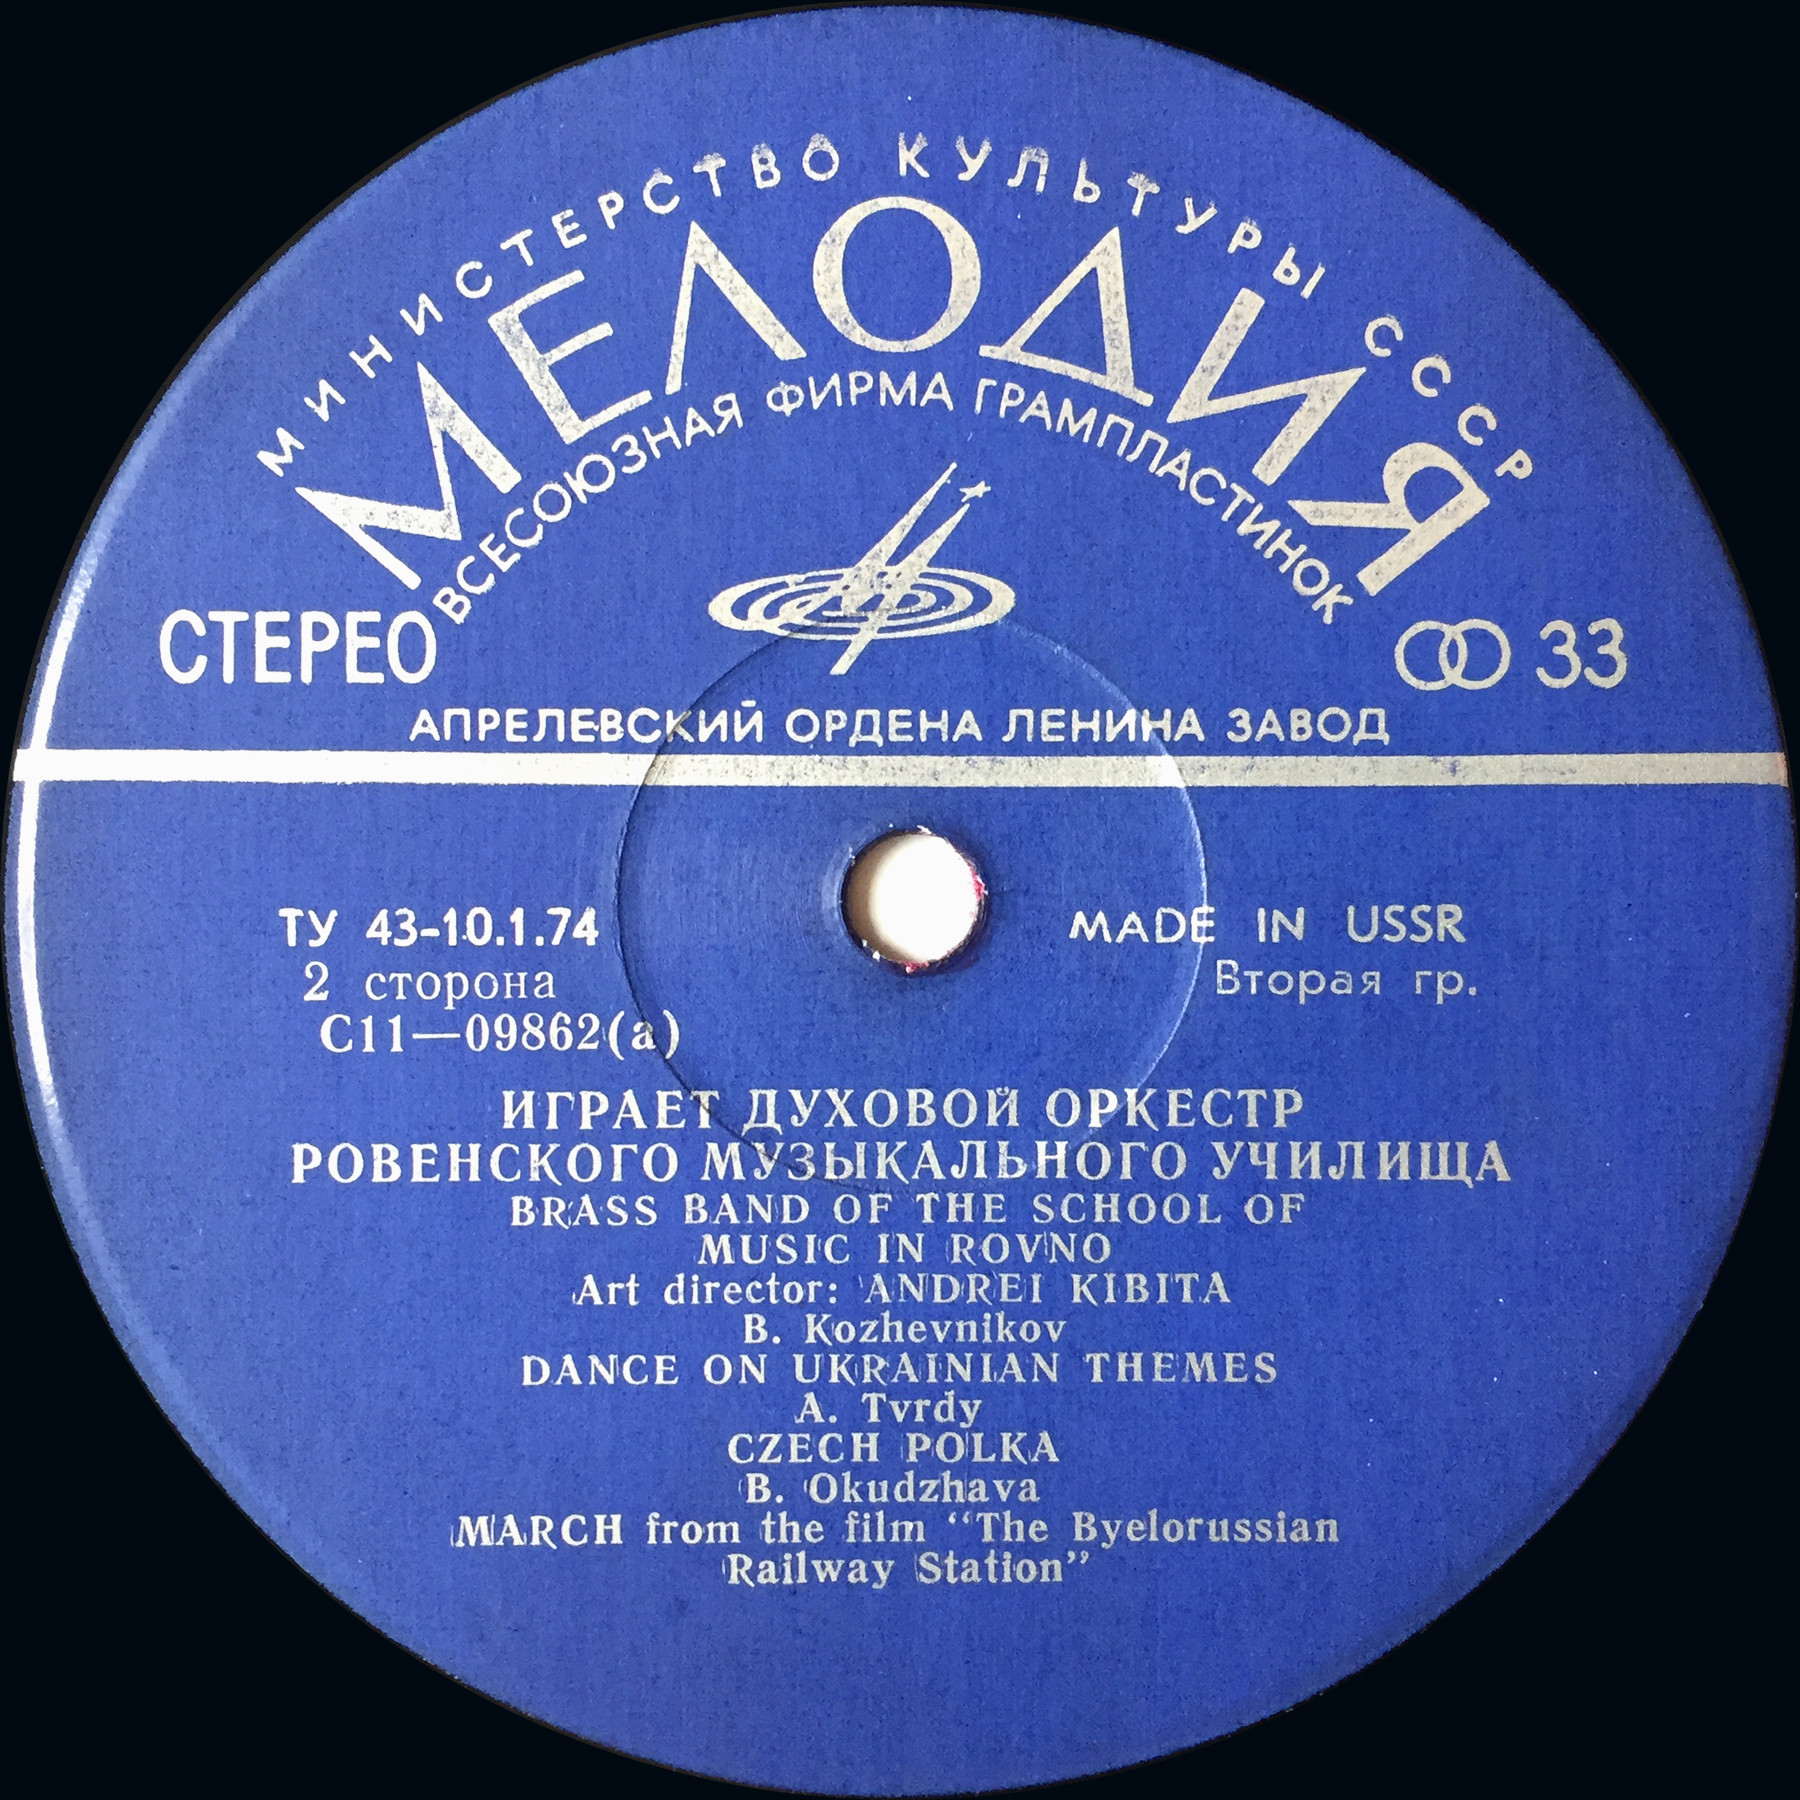 МИНИСТЕРСТВО КУЛЬТУРЫ СССР
МЕЛОДИЯ
ВСЕСОЮЗНАЯ ФИРМА ГРАМПЛАСТИНОК
СТЕРЕО
33
АПРЕЛЕВСКИЙ ОРДЕНА ЛЕНИНА ЗАВОД
ТУ 43-10.1.74
MADE IN USSR
2 сторона
Вторая гр.
С11—09862(а)
ИГРАЕТ ДУХОВОЙ ОРКЕСТР
РОВЕНСКОГО МУЗЫКАЛЬНОГО УЧИЛИЩА
BRASS BAND OF THE SCHOOL OF
MUSIC IN ROVNO
Art director: ANDREI KIBITA
B. Kozhevnikov
DANCE ON UKRAINIAN THEMES
A. Tvrdy
CZECH POLKA
B. Okudzhava
MARCH from the film “The Byelorussian
Railway Station”